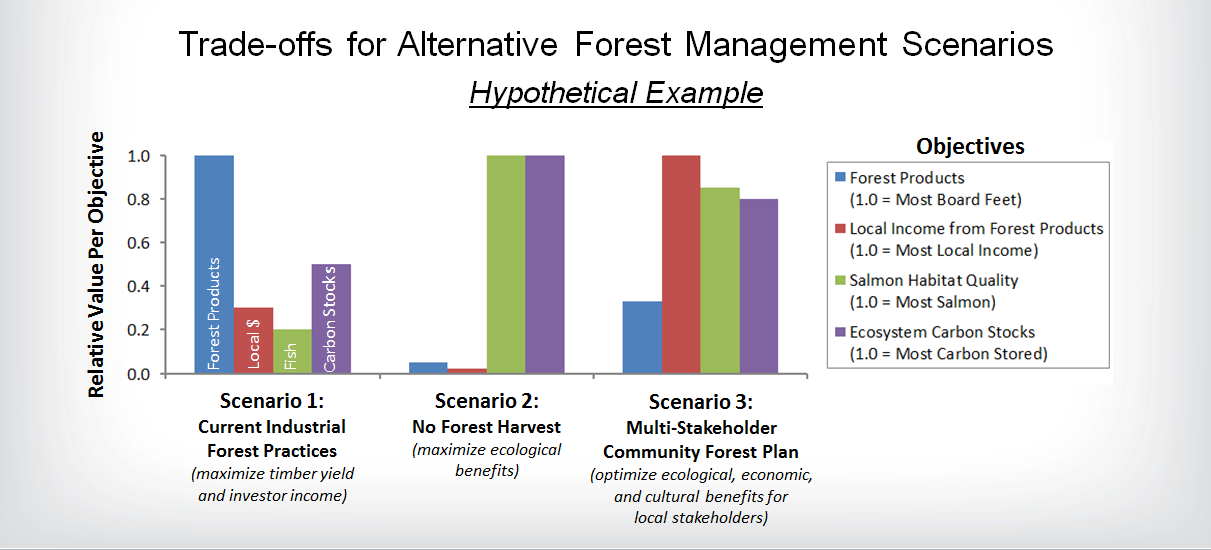 Trade-offs for Alternative Forest Management Scenarios
Hypothetical Example
Relative Value Per Objective
1.0
0.8
0.6
0.4
0.2
0.0
Forest Products
Local $
Fish
Carbon Stocks
Scenario 1:
Current Industrial
Forest Practices
(maximize timber yield
and investor income)
Scenario 2:
No Forest Harvest
(maximize ecological
benefits)
Scenario 3:
Multi-Stakeholder
Community Forest Plan
(optimize ecological, economic,
and cultural benefits for
local stakeholders)
Objectives
Forest Products
(1.0 = Most Board Feet)
Local Income from Forest Products
(1.0 = Most Local Income)
Salmon Habitat Quality
(1.0 = Most Salmon)
Ecosystem Carbon Stocks
(1.0 = Most Carbon Stored)